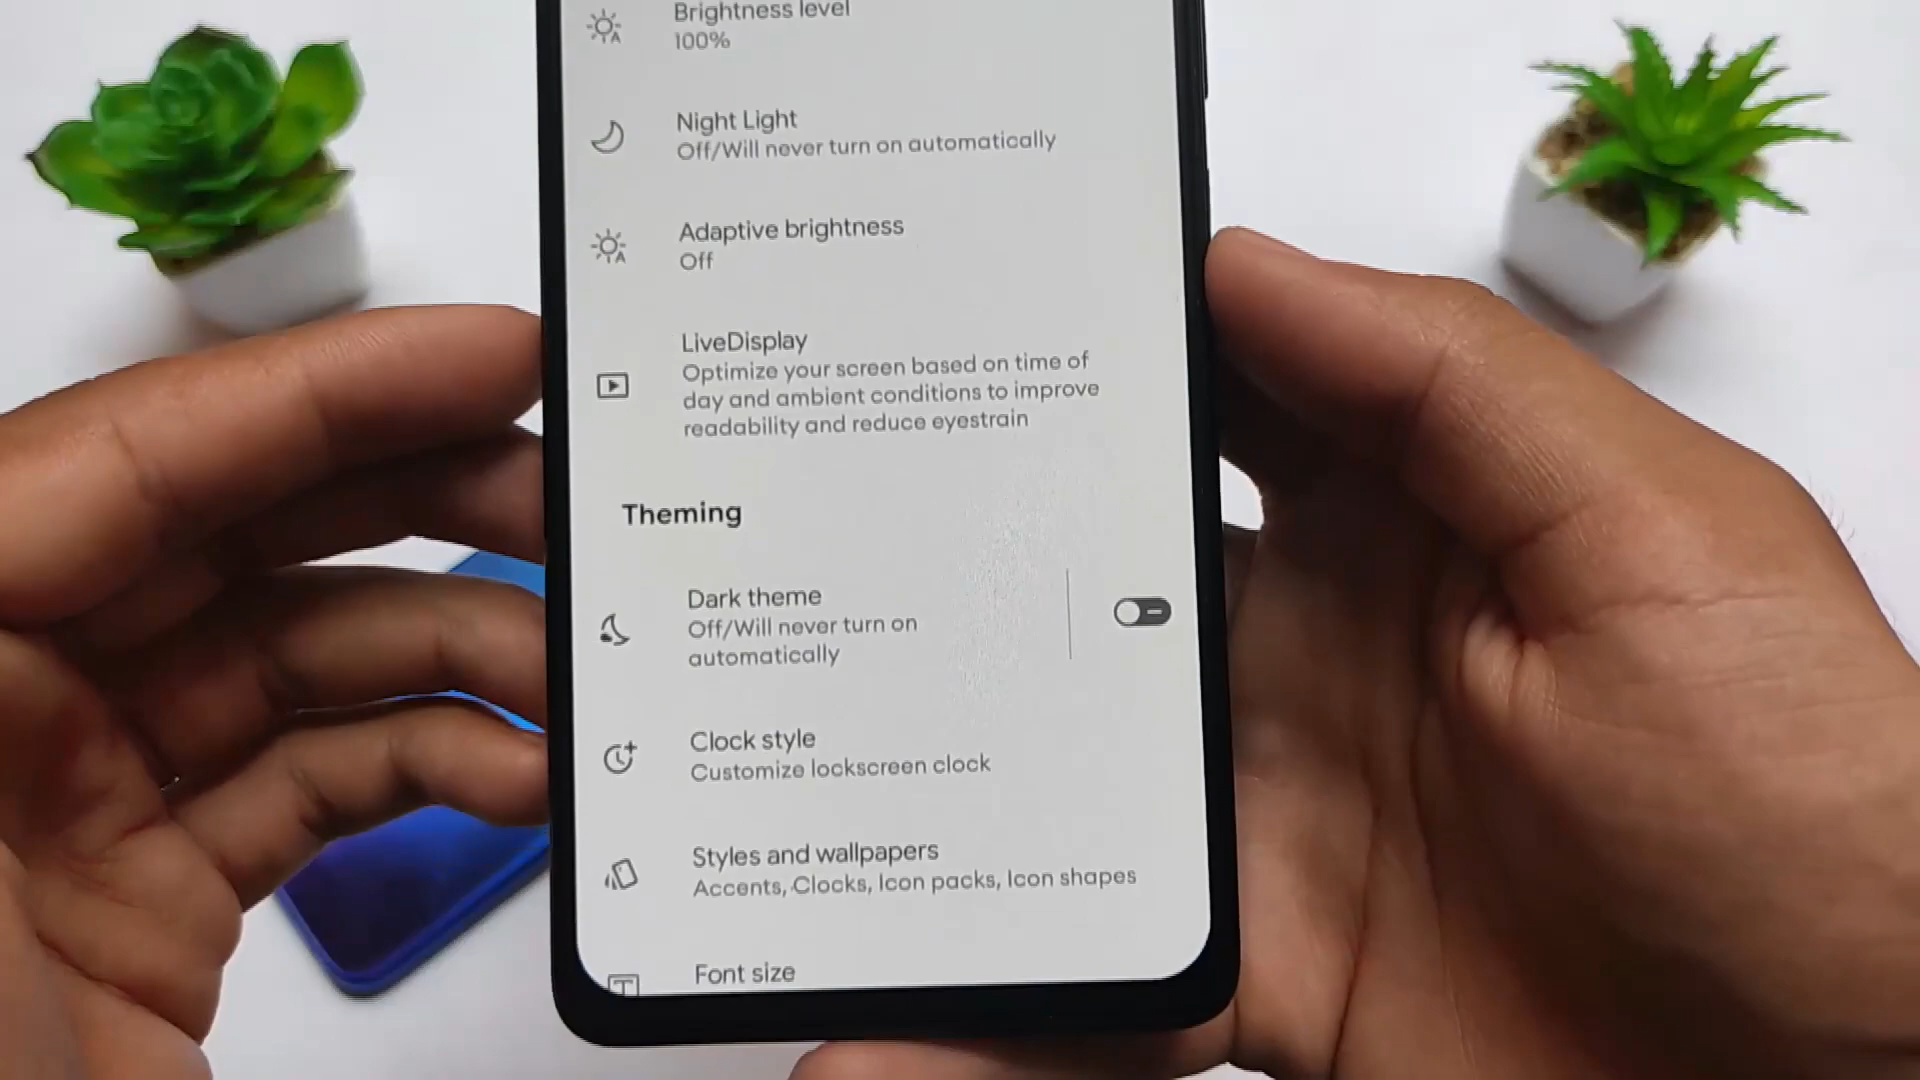 Brightness level
100%
Night Light
Off/Will never turn on automatically
Adaptive brightness
Off
LiveDisplay
Optimize your screen based on time of
day and ambient conditions to improve
readability and reduce eyestrain
Theming
Dark theme
Off/Will never turn on
automatically
Clock style
Customize lockscreen clock
Styles and wallpapers
Accents, Clocks, Icon packs, Icon shapes
Font size